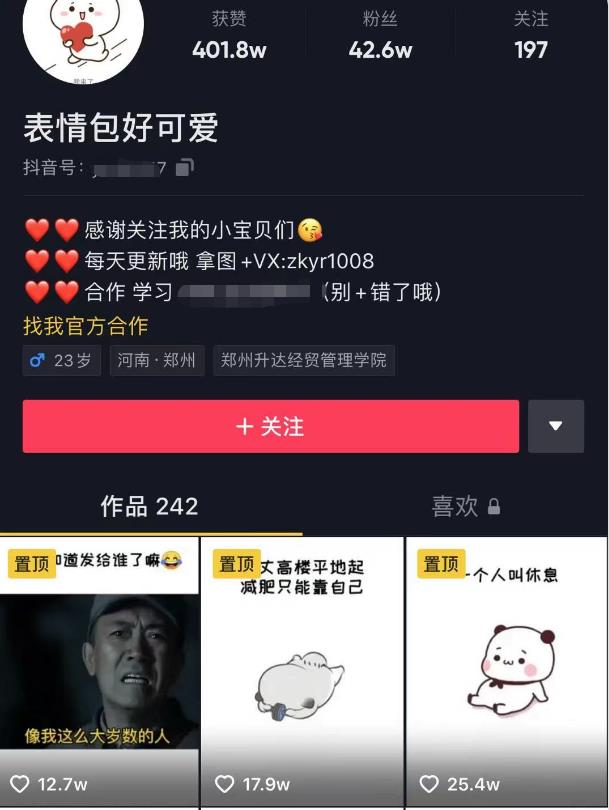 获赞 粉丝 关注
401.8w 42.6w 197
表情包好可爱
抖音号: 7
感谢关注我的小宝贝们
每天更新哦 拿图+VX:zkyr1008
合作 学习 (别+错了哦)
找我官方合作
♂ 23岁 河南·郑州 郑州升达经贸管理学院
+ 关注
作品 242 喜欢
置顶 道发给谁了嘛
像我这么大岁数的人
12.7w
置顶 丈高楼平地起
减肥只能靠自己
17.9w
置顶 一个人叫休息
25.4w